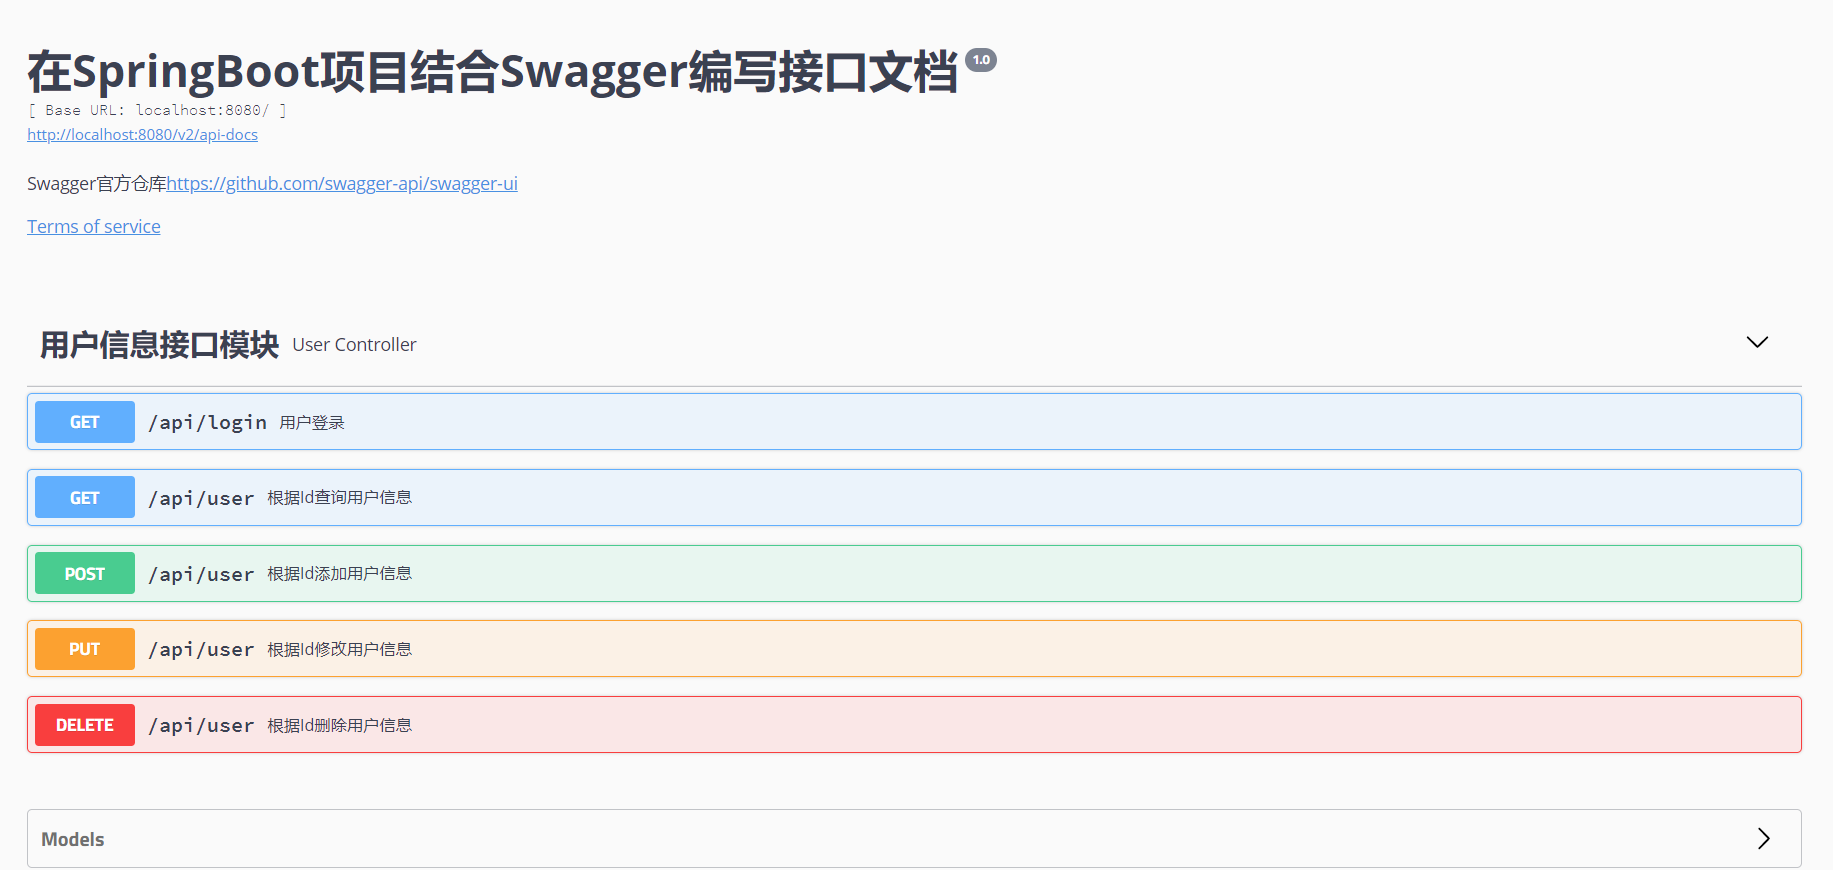 在SpringBoot项目结合Swagger编写接口文档 1.0
[ Base URL: localhost:8080/ ]
http://localhost:8080/v2/api-docs
Swagger官方仓库https://github.com/swagger-api/swagger-ui
Terms of service
用户信息接口模块 User Controller
GET /api/login 用户登录
GET /api/user 根据Id查询用户信息
POST /api/user 根据Id添加用户信息
PUT /api/user 根据Id修改用户信息
DELETE /api/user 根据Id删除用户信息
Models